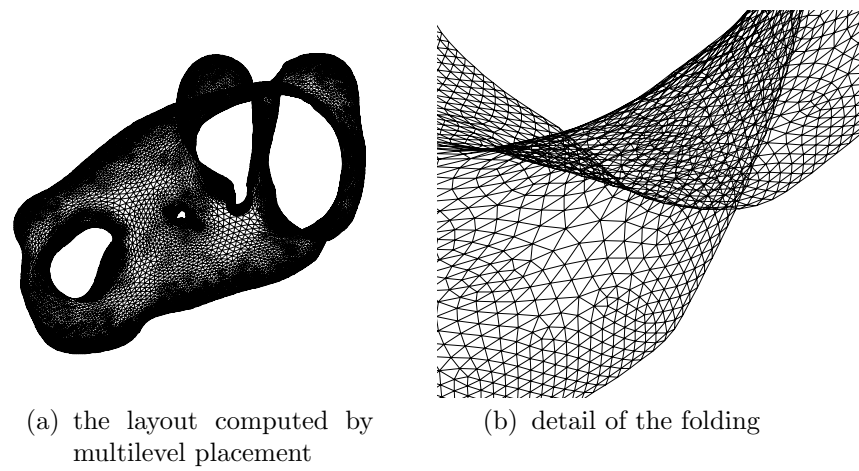 (a) the layout computed by
multilevel placement
(b) detail of the folding